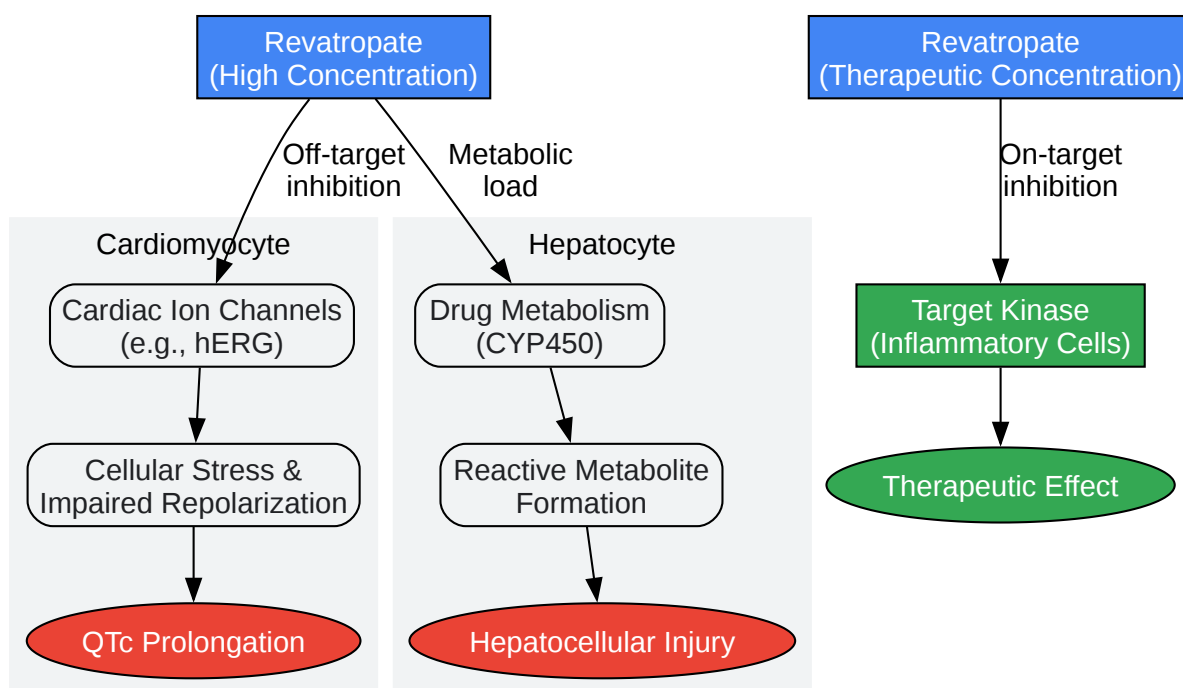 Revatropate
(High Concentration)
Revatropate
(Therapeutic Concentration)
Off-target
inhibition
Metabolic
load
On-target
inhibition
Cardiomyocyte
Hepatocyte
Cardiac Ion Channels
(e.g., hERG)
Drug Metabolism
(CYP450)
Target Kinase
(Inflammatory Cells)
Cellular Stress &
Impaired Repolarization
Reactive Metabolite
Formation
Therapeutic Effect
QTc Prolongation
Hepatocellular Injury